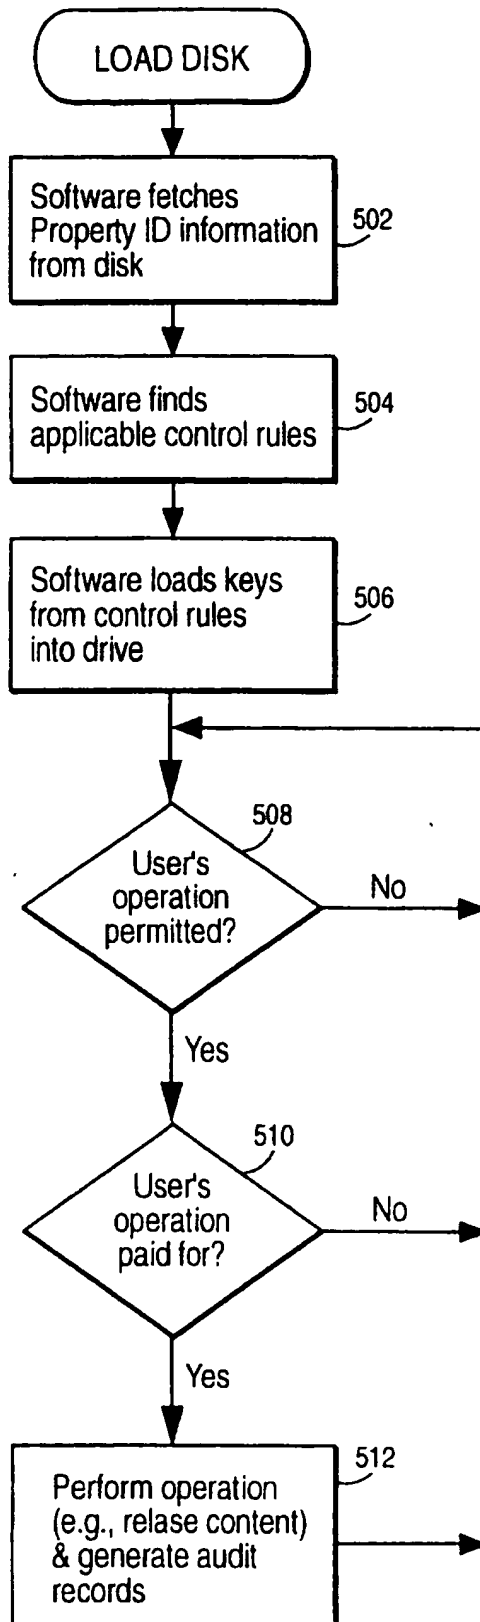 LOAD DISK
Software fetches
Property ID information
from disk
502
Software finds
applicable control rules
504
Software loads keys
from control rules
into drive
506
508
User's
operation
permitted?
No
Yes
510
User's
operation
paid for?
No
Yes
512
Perform operation
(e.g., relase content)
& generate audit
records